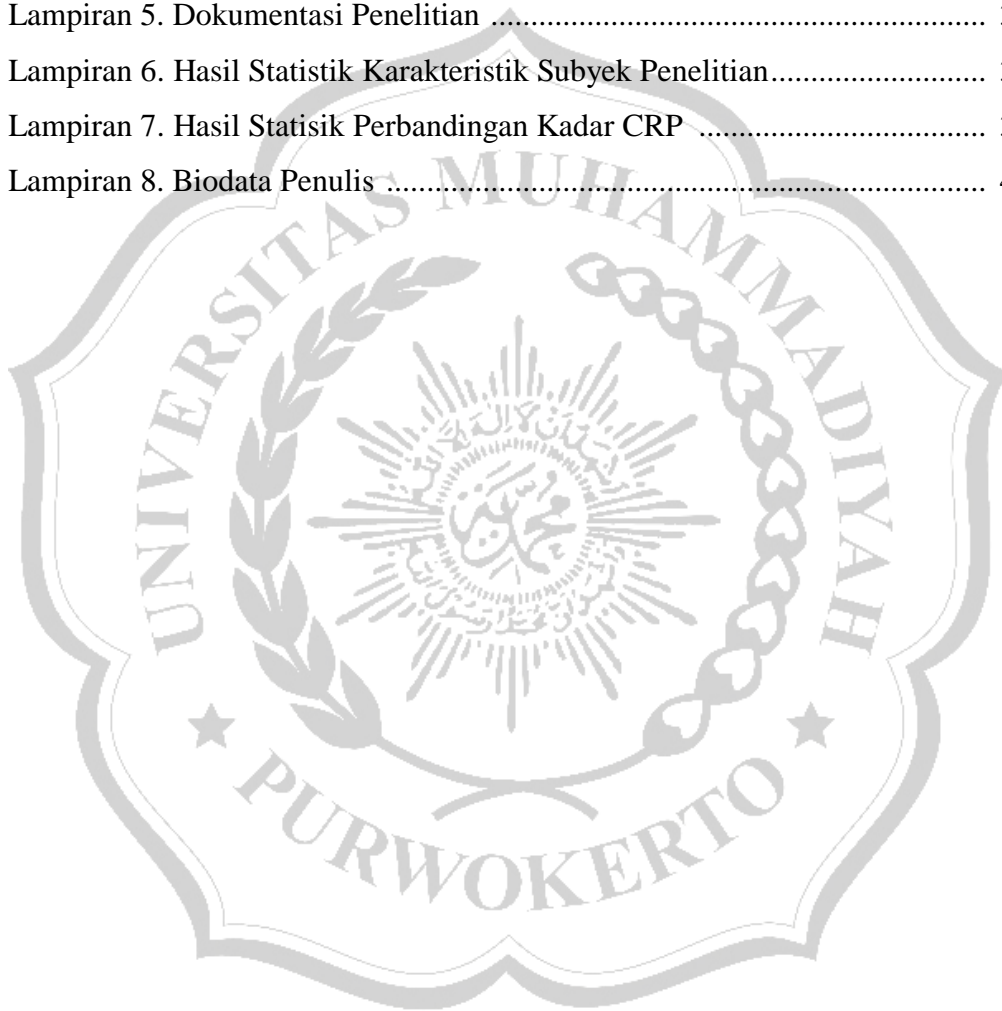 Lampiran 5. Dokumentasi Penelitian ..............................................................
Lampiran 6. Hasil Statistik Karakteristik Subyek Penelitian...........................
Lampiran 7. Hasil Statisik Perbandingan Kadar CRP ....................................
Lampiran 8. Biodata Penulis ...........................................................................
UNIVERSITAS MUHAMMADIYAH
PURWOKERTO